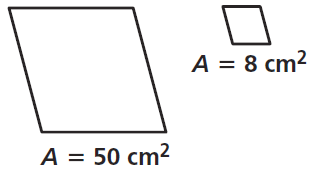 A = 8 cm²
A = 50 cm²